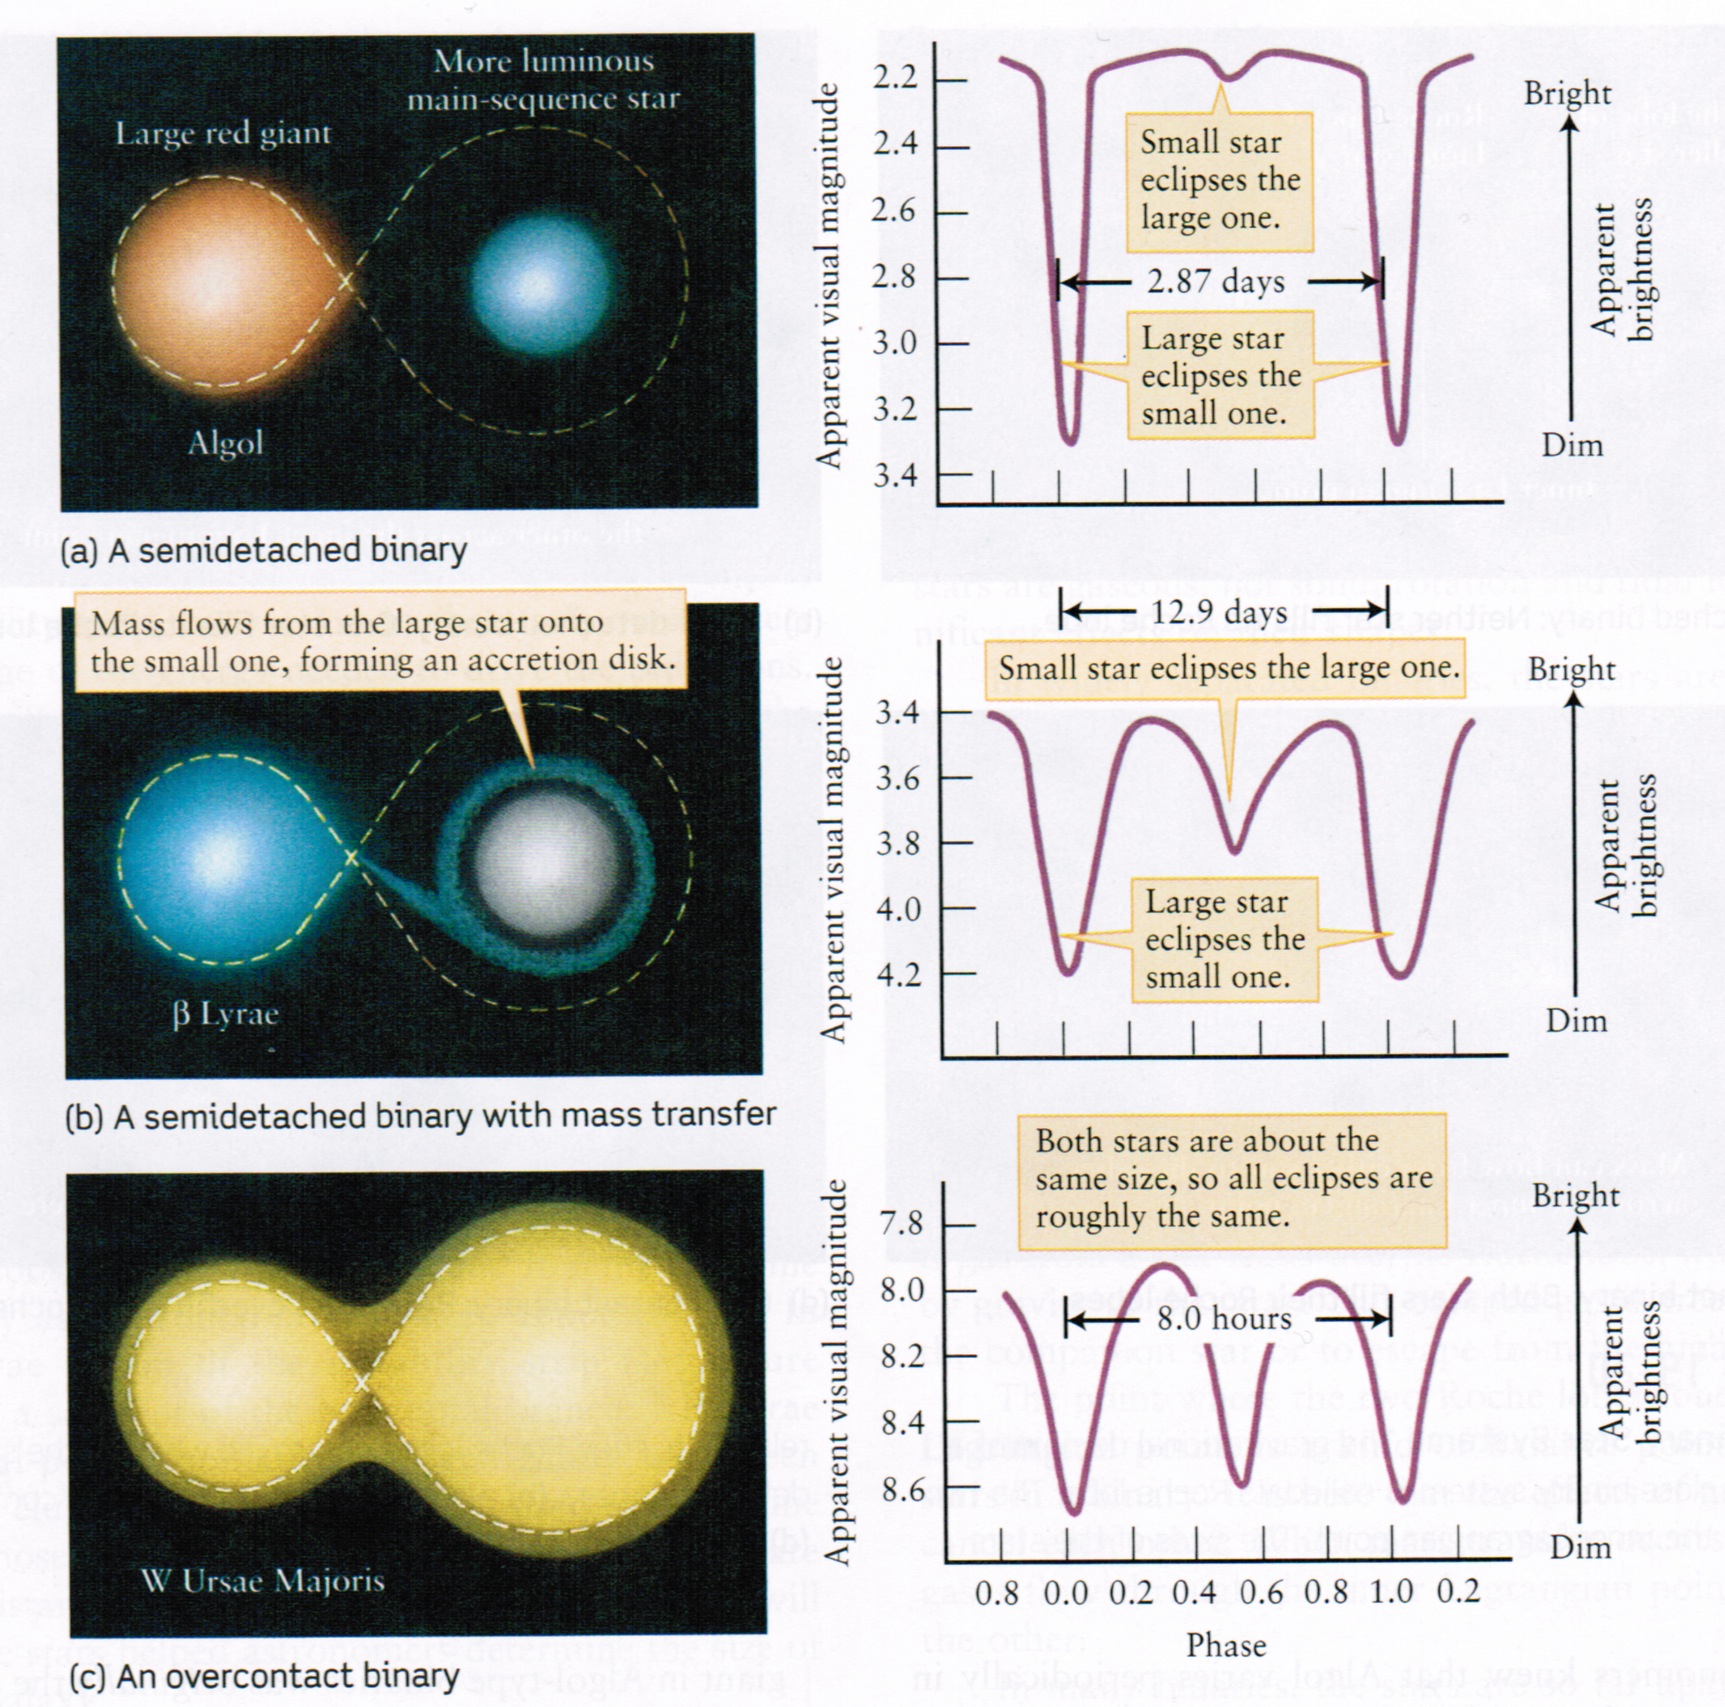 Large red giant
More luminous
main-sequence star
Algol
(a) A semidetached binary
Apparent visual magnitude
2.2
2.4
2.6
2.8
3.0
3.2
3.4
Small star
eclipses the
large one.
2.87 days
Large star
eclipses the
small one.
Bright
Apparent
brightness
Dim
Mass flows from the large star onto
the small one, forming an accretion disk.
β Lyrae
(b) A semidetached binary with mass transfer
12.9 days
Small star eclipses the large one.
Apparent visual magnitude
3.4
3.6
3.8
4.0
4.2
Large star
eclipses the
small one.
Bright
Apparent
brightness
Dim
W Ursae Majoris
(c) An overcontact binary
Both stars are about the
same size, so all eclipses are
roughly the same.
Apparent visual magnitude
7.8
8.0
8.2
8.4
8.6
8.0 hours
Bright
Apparent
brightness
Dim
0.8 0.0 0.2 0.4 0.6 0.8 1.0 0.2
Phase